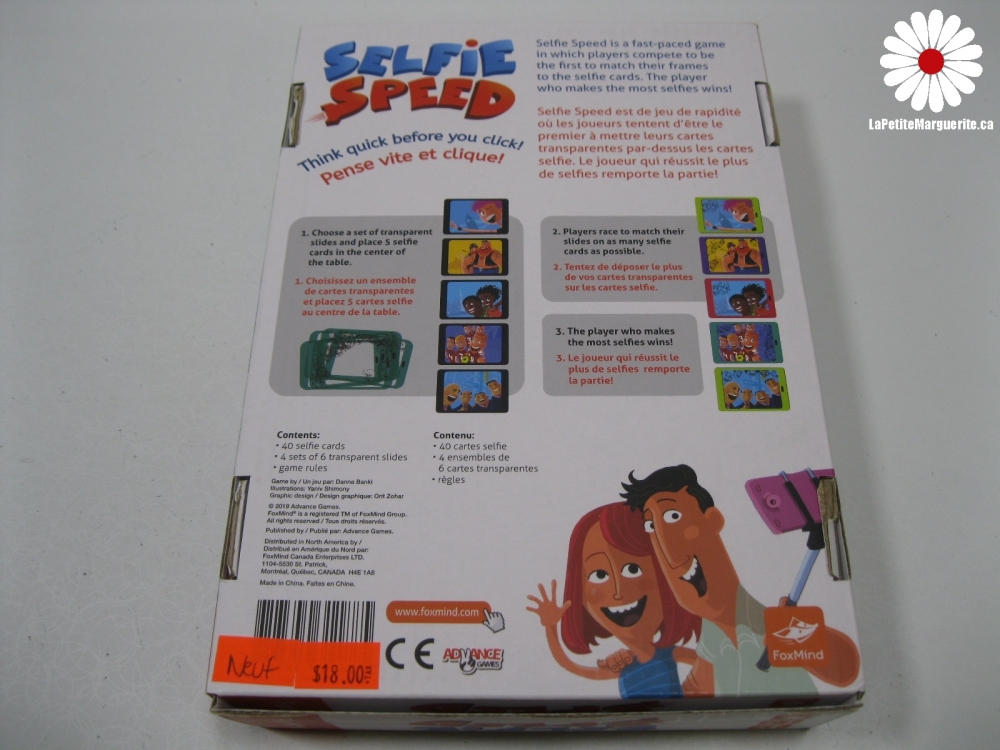 LaPetiteMarguerite.ca
SELFIE
SPEED
Think quick before you click!
Pense vite et clique!
Selfie Speed is a fast-paced game
in which players compete to be
the first to match their frames
to the selfie cards. The player
who makes the most selfies wins!
Selfie Speed est de jeu de rapidité
où les joueurs tentent d'être le
premier à mettre leurs cartes
transparentes par-dessus les cartes
selfie. Le joueur qui réussit le plus
de selfies remporte la partie!
1. Choose a set of transparent
slides and place 5 selfie
cards in the center of
the table.
1. Choisissez un ensemble
de cartes transparentes
et placez 5 cartes selfie
au centre de la table.
2. Players race to match their
slides on as many selfie
cards as possible.
2. Tentez de déposer le plus
de vos cartes transparentes
sur les cartes selfie.
3. The player who makes
the most selfies wins!
3. Le joueur qui réussit le
plus de selfies remporte
la partie!
Contents:
• 40 selfie cards
• 4 sets of 6 transparent slides
• game rules
Contenu:
• 40 cartes selfie
• 4 ensembles de
6 cartes transparentes
• règles
Game by / Un jeu par: Danna Banki
Illustrations: Yaniv Shimony
Graphic design / Design graphique: Orit Zohar
© 2019 Advance Games.
FoxMind® is a registered TM of FoxMind Group.
All rights reserved / Tous droits réservés.
Published by / Publié par: Advance Games.
Distributed in North America by /
Distribué en Amérique du Nord par:
FoxMind Canada Enterprises LTD.
1104-5530 St. Patrick,
Montréal, Québec, CANADA H4E 1A8
Made in China. Faites en Chine.
www.foxmind.com
Neuf
$18.00
+TAX
CE
ADVANCE
GAMES
FoxMind